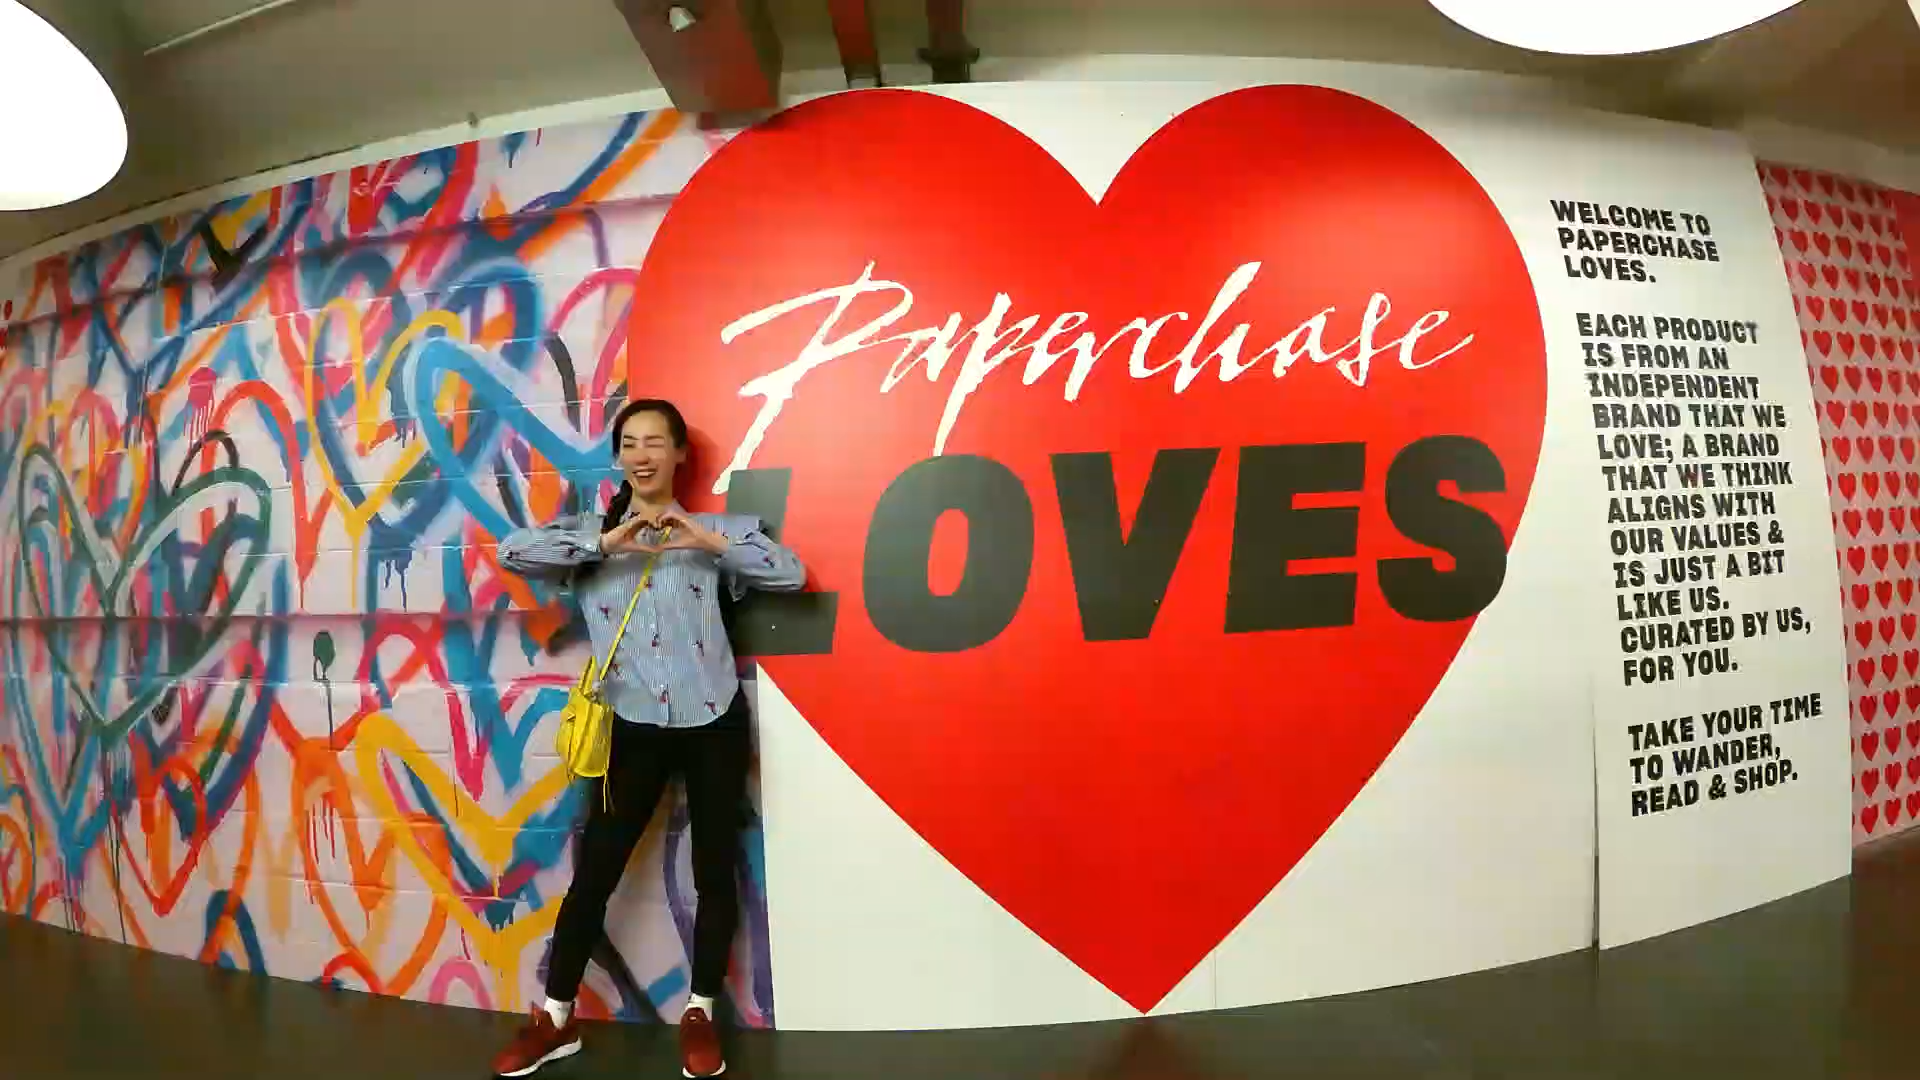 Paperchase
LOVES
WELCOME TO
PAPERCHASE
LOVES.
EACH PRODUCT
IS FROM AN
INDEPENDENT
BRAND THAT WE
LOVE; A BRAND
THAT WE THINK
ALIGNS WITH
OUR VALUES &
IS JUST A BIT
LIKE US.
CURATED BY US,
FOR YOU.
TAKE YOUR TIME
TO WANDER,
READ & SHOP.